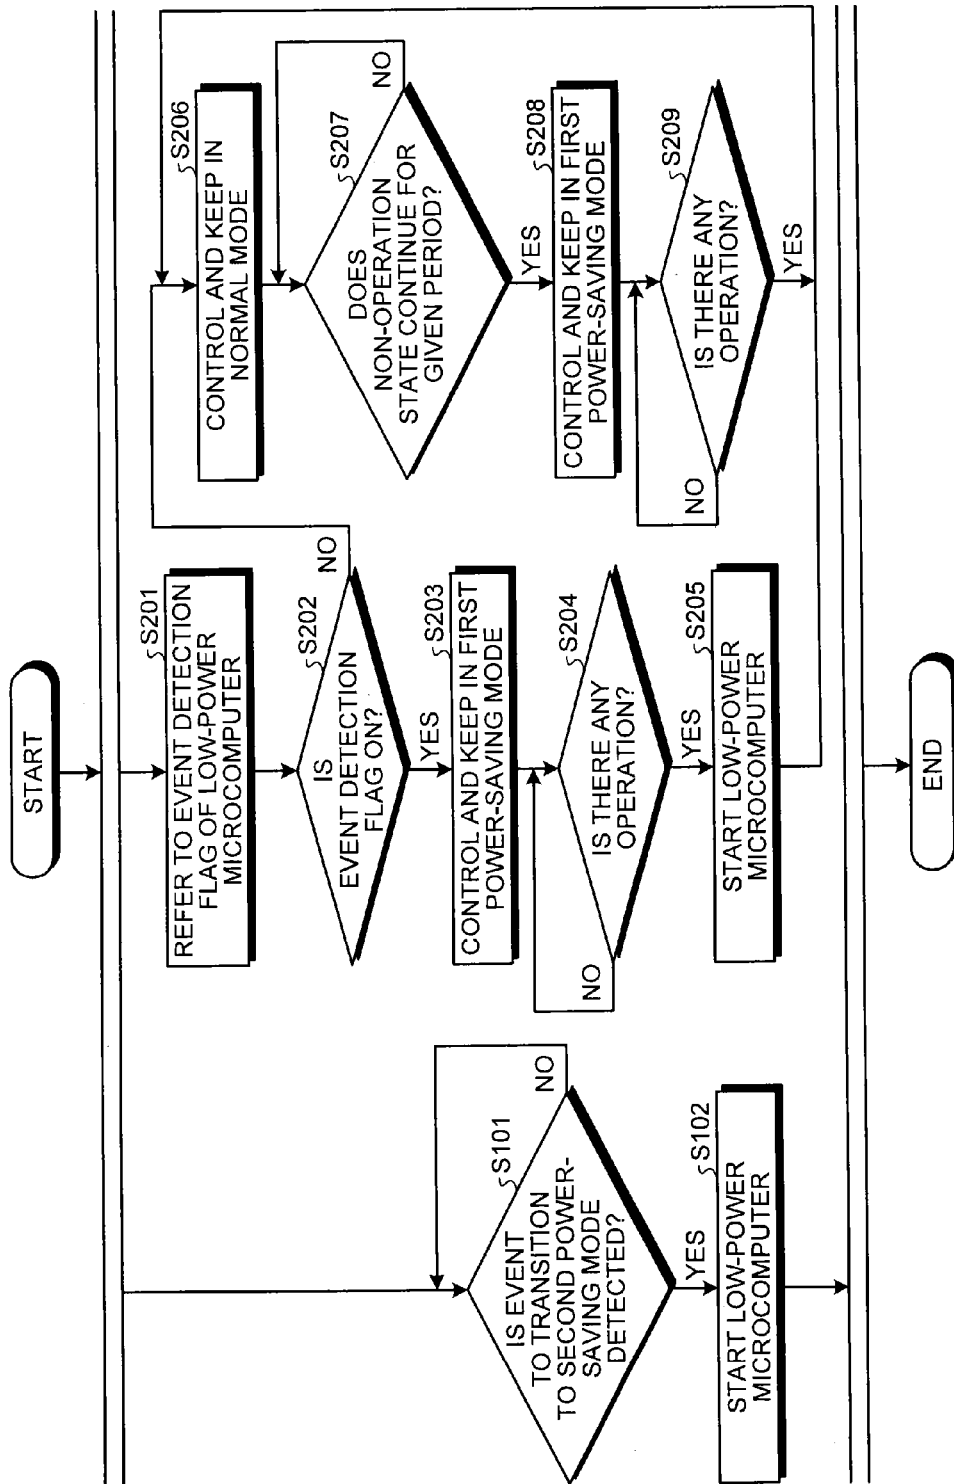 START
S101
IS EVENT
TO TRANSITION
TO SECOND POWER-
SAVING MODE
DETECTED?
NO
YES
S102
START LOW-POWER
MICROCOMPUTER
S201
REFER TO EVENT DETECTION
FLAG OF LOW-POWER
MICROCOMPUTER
S202
IS
EVENT DETECTION
FLAG ON?
NO
YES
S203
CONTROL AND KEEP IN FIRST
POWER-SAVING MODE
S204
IS THERE ANY
OPERATION?
NO
YES
S205
START LOW-POWER
MICROCOMPUTER
S206
CONTROL AND KEEP IN
NORMAL MODE
S207
DOES
NON-OPERATION
STATE CONTINUE FOR
GIVEN PERIOD?
NO
YES
S208
CONTROL AND KEEP IN FIRST
POWER-SAVING MODE
S209
IS THERE ANY
OPERATION?
NO
YES
END